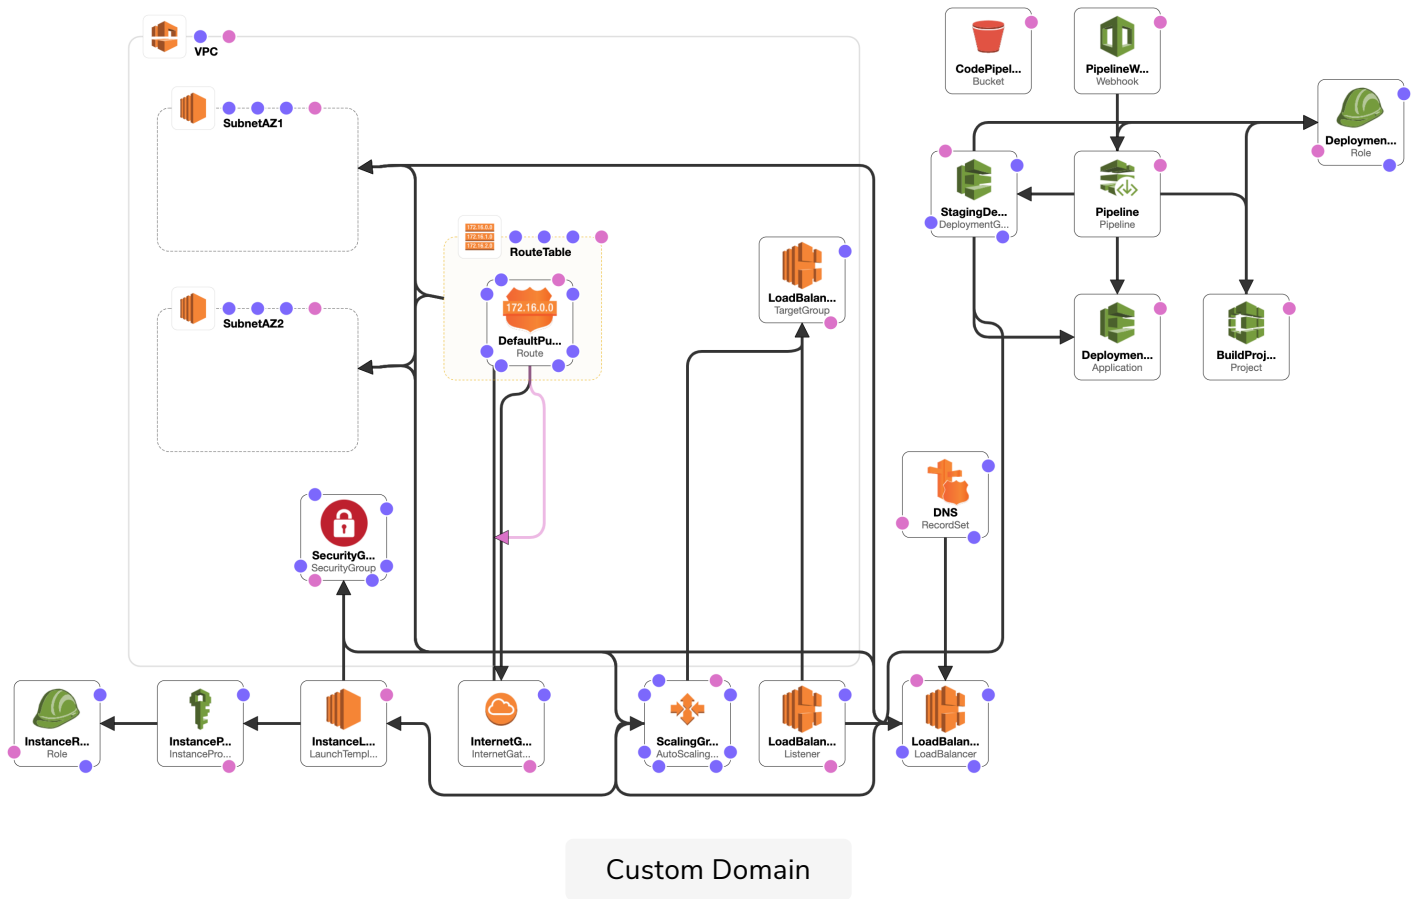 VPC
CodePipel...
Bucket
PipelineW...
Webhook
SubnetAZ1
Deploymen...
Role
StagingDe...
DeploymentG...
Pipeline
Pipeline
172.16.0.0
172.16.1.0
172.16.2.0
RouteTable
172.16.0.0
DefaultPu...
Route
LoadBalan...
TargetGroup
SubnetAZ2
Deploymen...
Application
BuildProj...
Project
DNS
RecordSet
SecurityG...
SecurityGroup
InstanceR...
Role
InstanceP...
InstancePro...
InstanceL...
LaunchTempl...
InternetG...
InternetGat...
ScalingGr...
AutoScaling...
LoadBalan...
Listener
LoadBalan...
LoadBalancer
Custom Domain